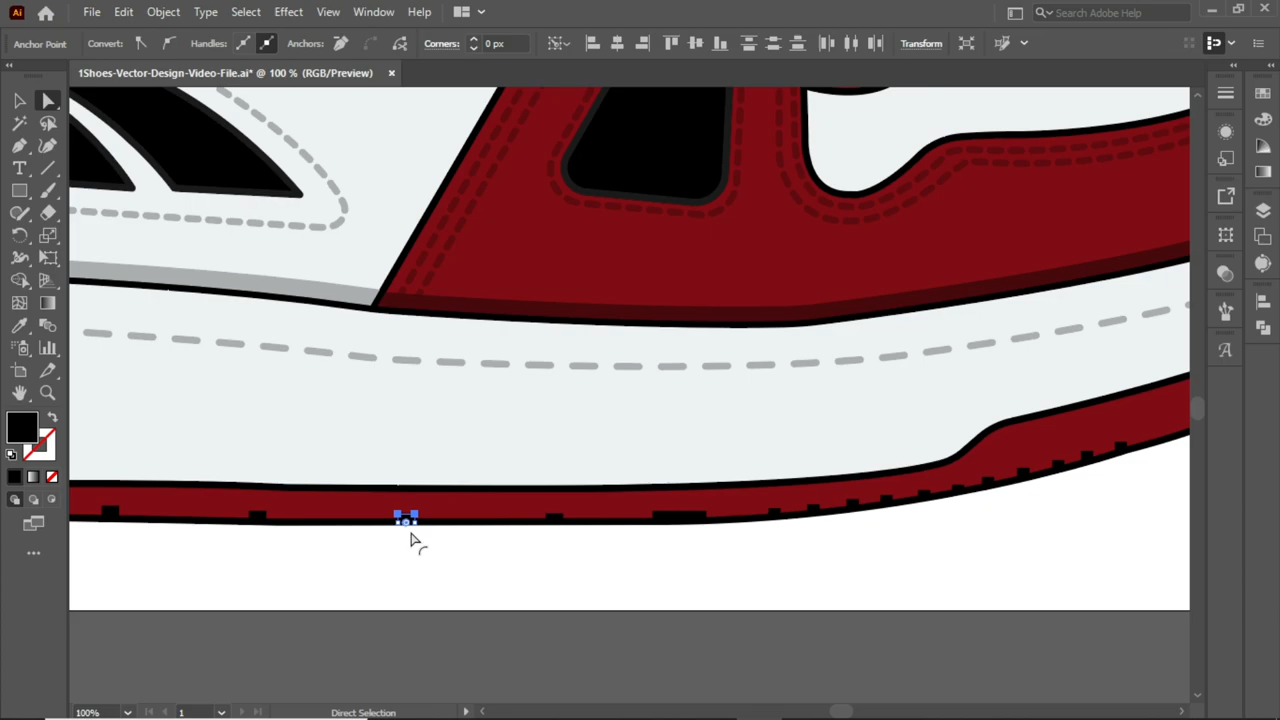 Ai File Edit Object Type Select Effect View Window Help Search Adobe Help
Anchor Point Convert: Handles: Anchors: Corners: 0 px Transform
1Shoes-Vector-Design-Video-File.ai* @ 100 % (RGB/Preview) ×
100% 1 Direct Selection